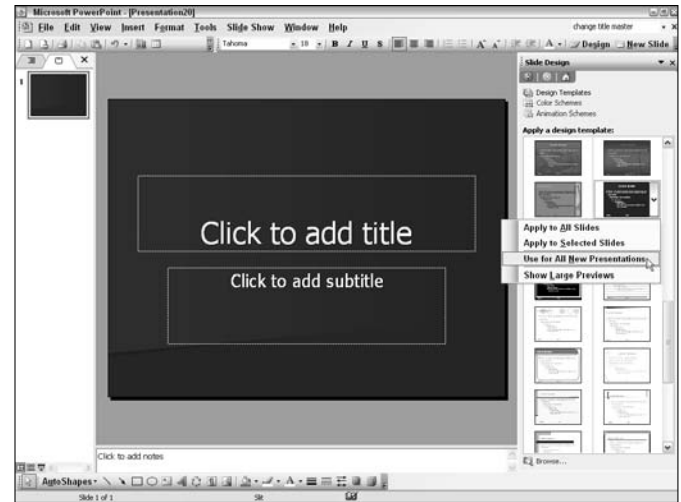 Microsoft PowerPoint - [Presentation20]
File Edit View Insert Format Tools Slide Show Window Help
change title master
Tahoma 18 B I U S A A A Design New Slide
Slide Design
Design Templates
Color Schemes
Animation Schemes
Apply a design template:
1
Click to add title
Click to add subtitle
Apply to All Slides
Apply to Selected Slides
Use for All New Presentations
Show Large Previews
Browse...
Click to add notes
AutoShapes A
Slide 1 of 1